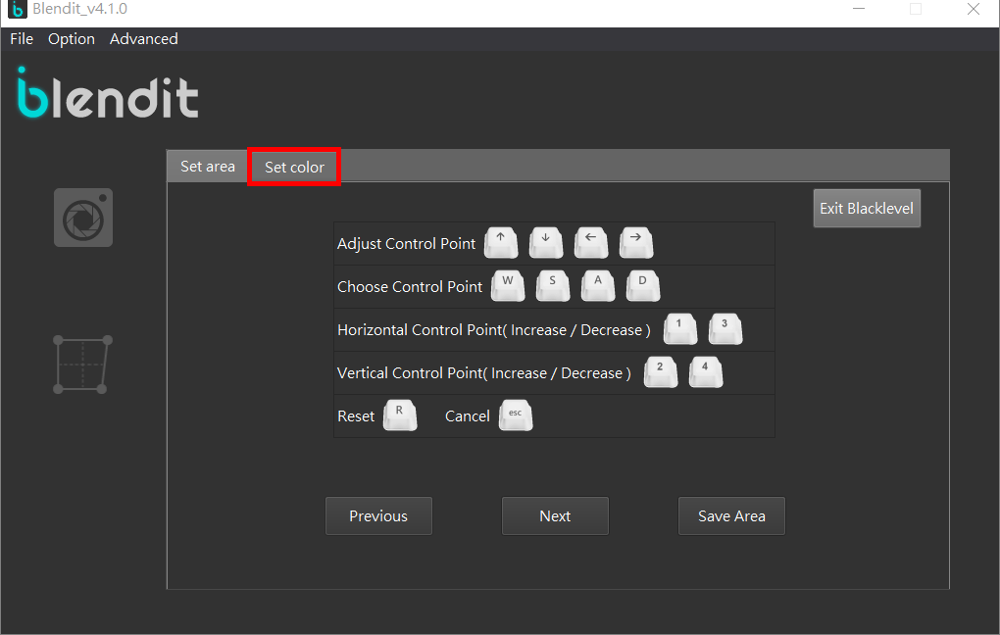 Blendit_v4.1.0
File Option Advanced
blendit
Set area Set color
Exit Blacklevel
Adjust Control Point ↑ ↓ ← →
Choose Control Point W S A D
Horizontal Control Point( Increase / Decrease ) 1 3
Vertical Control Point( Increase / Decrease ) 2 4
Reset R Cancel esc
Previous Next Save Area